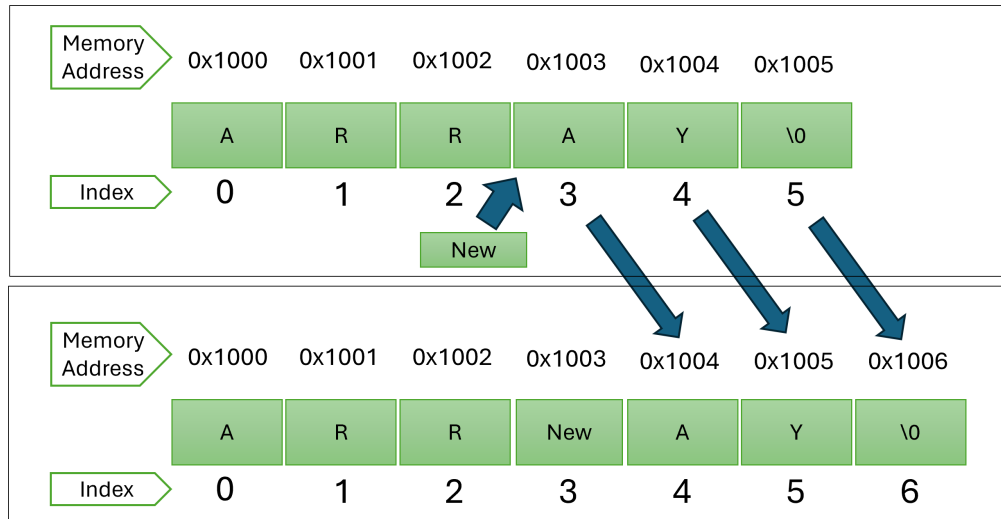 Memory
Address
0x1000 0x1001 0x1002 0x1003 0x1004 0x1005
A R R A Y \0
Index
0 1 2 3 4 5
New
Memory
Address
0x1000 0x1001 0x1002 0x1003 0x1004 0x1005 0x1006
A R R New A Y \0
Index
0 1 2 3 4 5 6